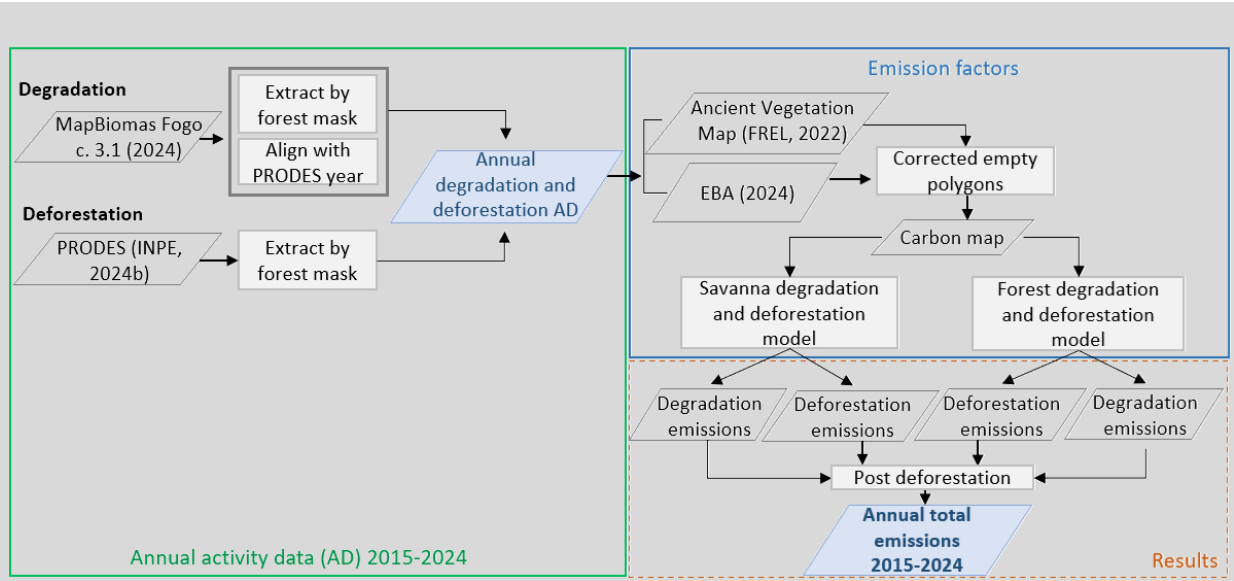 Degradation
MapBiomas Fogo
c. 3.1 (2024)
Extract by
forest mask
Align with
PRODES year
Deforestation
PRODES (INPE,
2024b)
Extract by
forest mask
Annual
degradation and
deforestation AD
Annual activity data (AD) 2015-2024
Emission factors
Ancient Vegetation
Map (FREL, 2022)
EBA (2024)
Corrected empty
polygons
Carbon map
Savanna degradation
and deforestation
model
Forest degradation
and deforestation
model
Degradation
emissions
Deforestation
emissions
Deforestation
emissions
Degradation
emissions
Post deforestation
Annual total
emissions
2015-2024
Results